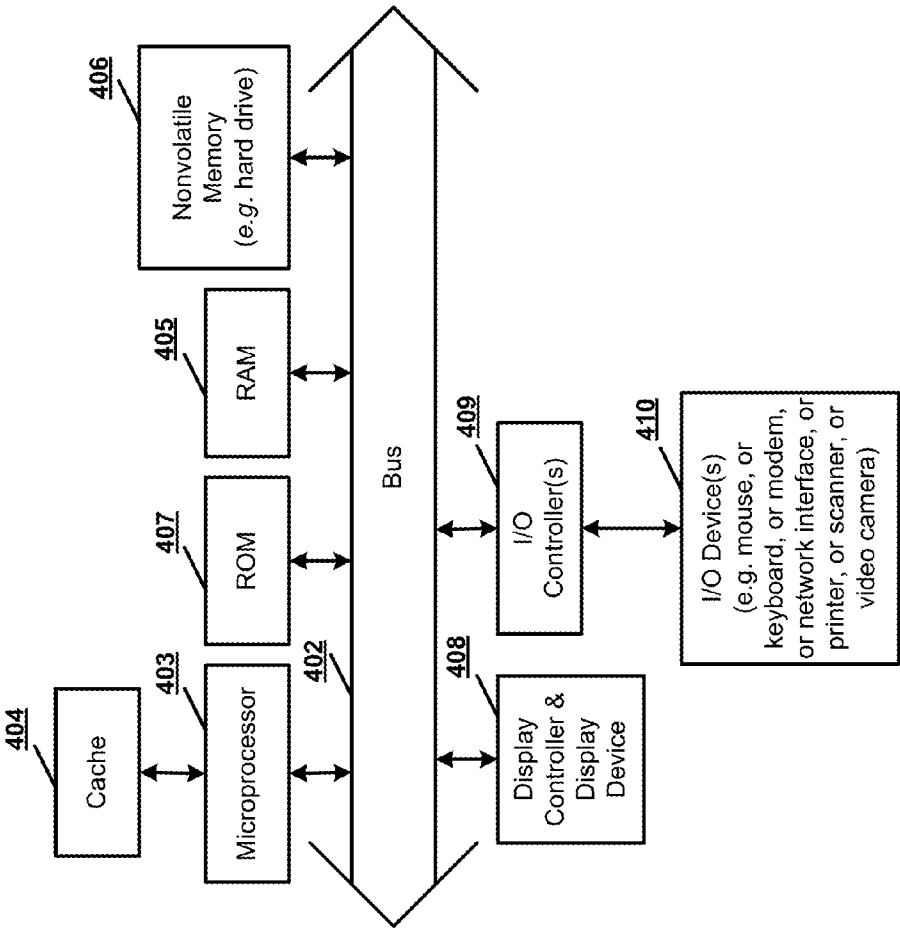 404
Cache
403
Microprocessor
407
ROM
405
RAM
406
Nonvolatile
Memory
(e.g. hard drive)
402
Bus
408
Display
Controller &
Display
Device
409
I/O
Controller(s)
410
I/O Device(s)
(e.g. mouse, or
keyboard, or modem,
or network interface, or
printer, or scanner, or
video camera)